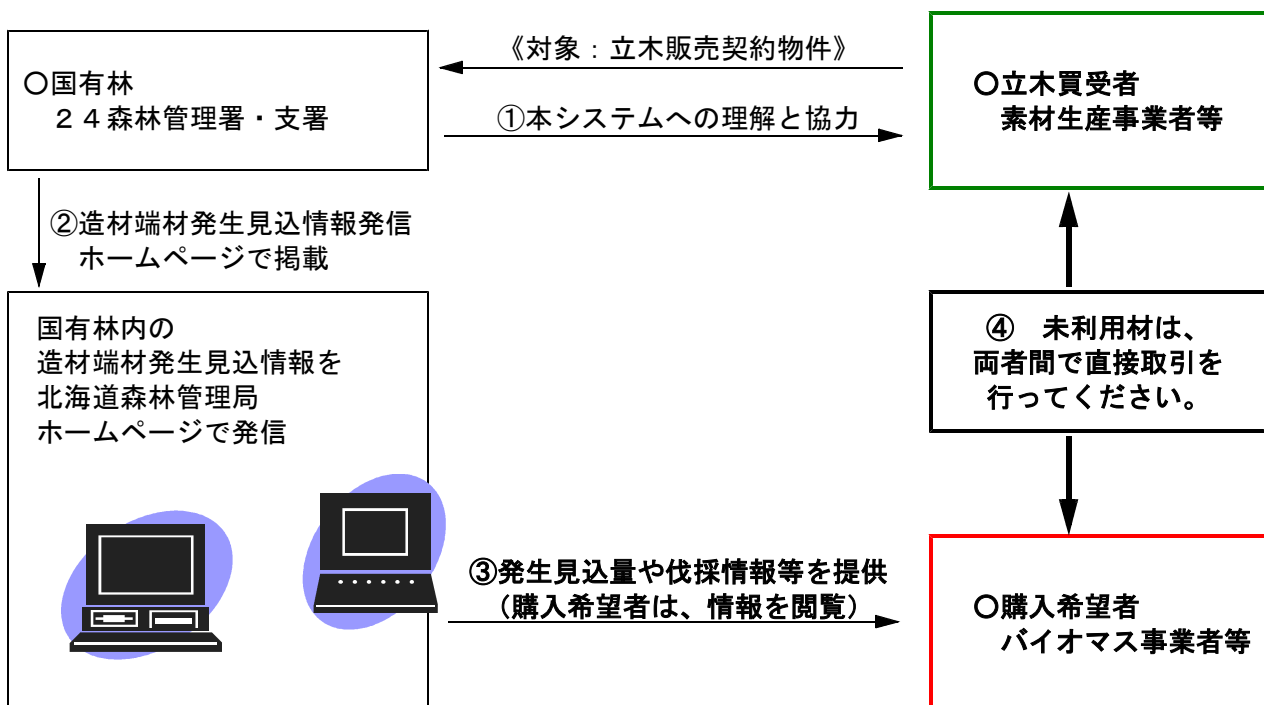 《対象：立木販売契約物件》
〇国有林
２４森林管理署・支署
①本システムへの理解と協力
〇立木買受者
素材生産事業者等
②造材端材発生見込情報発信
ホームページで掲載
国有林内の
造材端材発生見込情報を
北海道森林管理局
ホームページで発信
④　未利用材は、
両者間で直接取引を
行ってください。
③発生見込量や伐採情報等を提供
（購入希望者は、情報を閲覧）
〇購入希望者
バイオマス事業者等